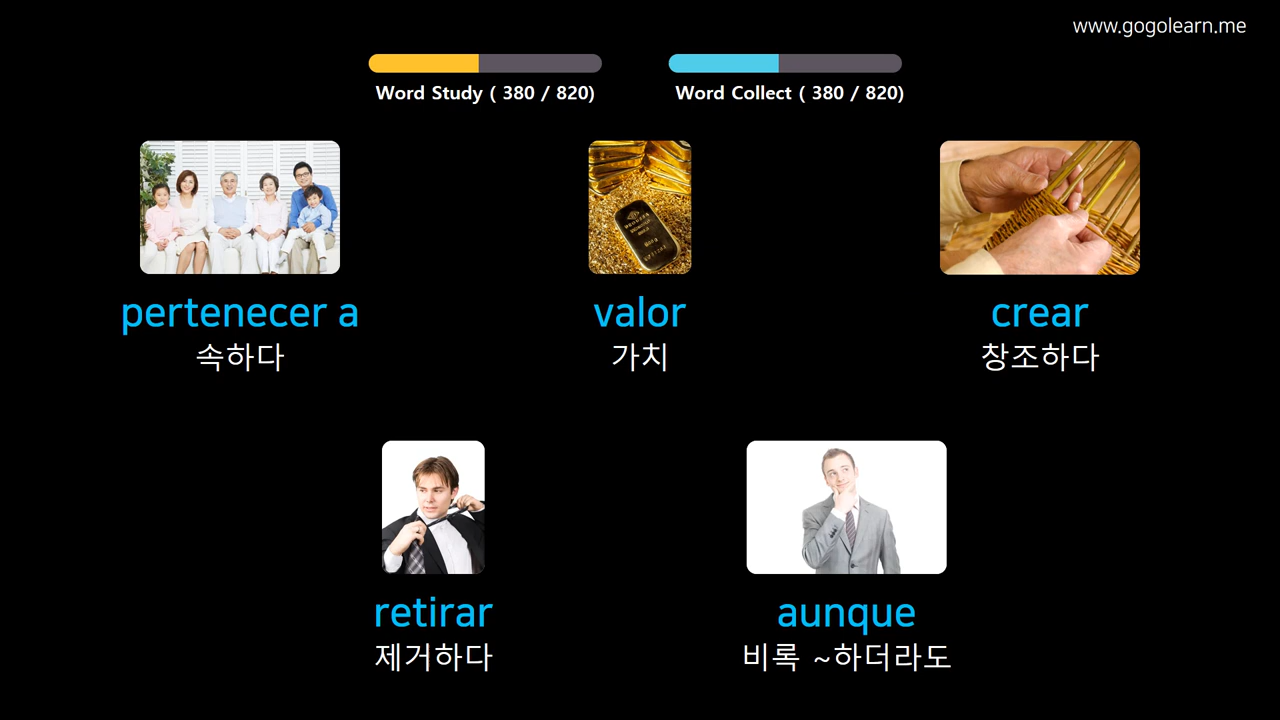 www.gogolearn.me
Word Study ( 380 / 820)
Word Collect ( 380 / 820)
pertenecer a
속하다
valor
가치
crear
창조하다
retirar
제거하다
aunque
비록 ~하더라도